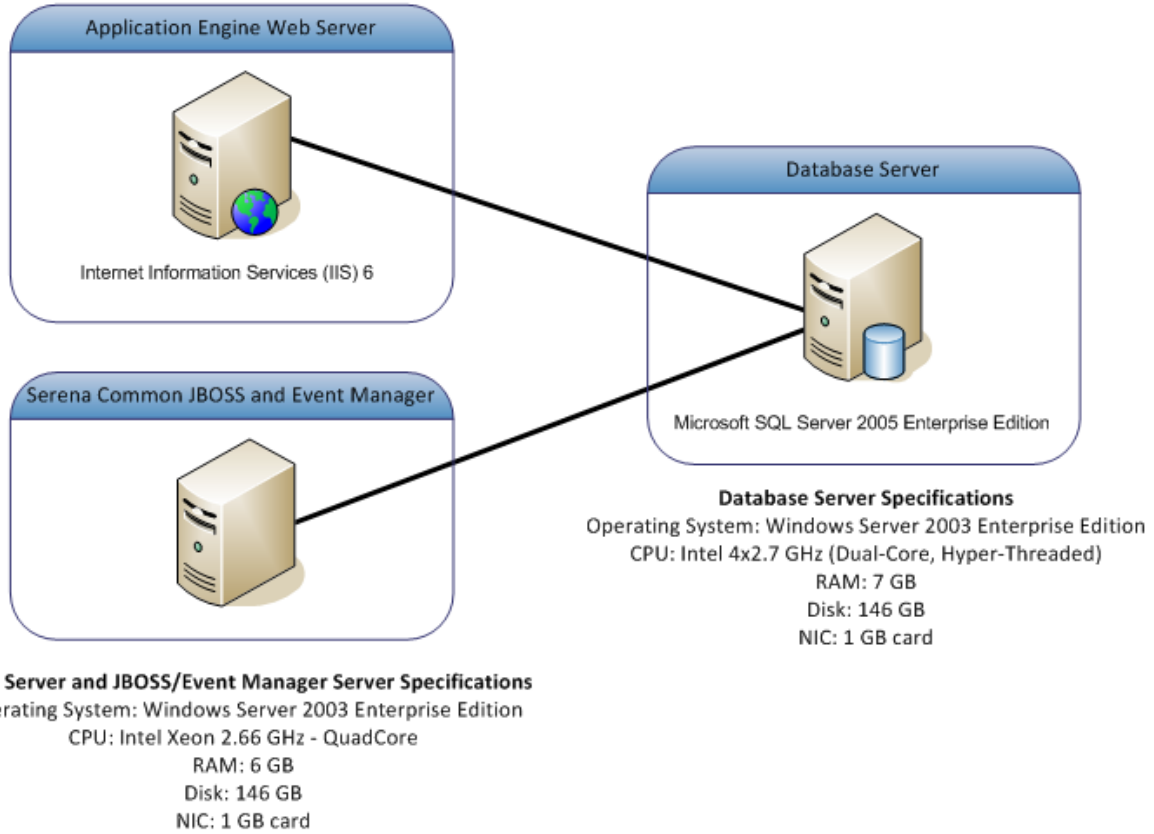 Application Engine Web Server
Internet Information Services (IIS) 6
Database Server
Microsoft SQL Server 2005 Enterprise Edition
Serena Common JBOSS and Event Manager
Database Server Specifications
Operating System: Windows Server 2003 Enterprise Edition
CPU: Intel 4x2.7 GHz (Dual-Core, Hyper-Threaded)
RAM: 7 GB
Disk: 146 GB
NIC: 1 GB card
Server and JBOSS/Event Manager Server Specifications
erating System: Windows Server 2003 Enterprise Edition
CPU: Intel Xeon 2.66 GHz - QuadCore
RAM: 6 GB
Disk: 146 GB
NIC: 1 GB card